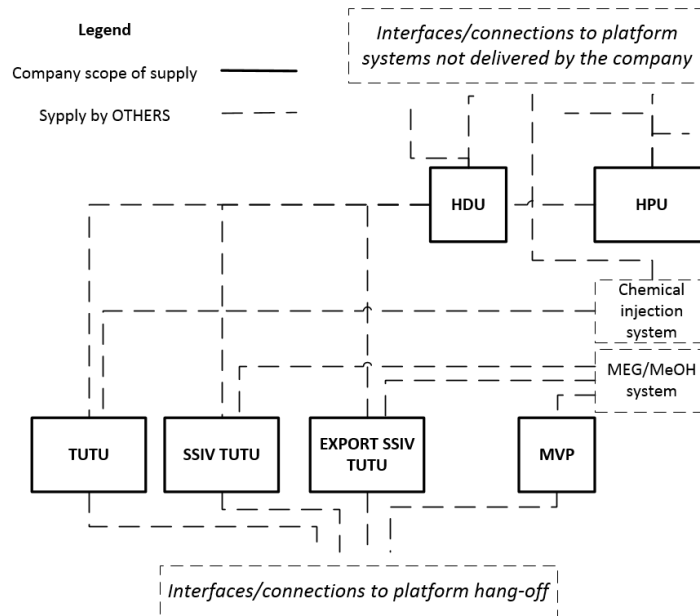 Legend
Company scope of supply
Sypply by OTHERS
Interfaces/connections to platform
systems not delivered by the company
HDU
HPU
Chemical
injection
system
MEG/MeOH
system
TUTU
SSIV TUTU
EXPORT SSIV
TUTU
MVP
Interfaces/connections to platform hang-off